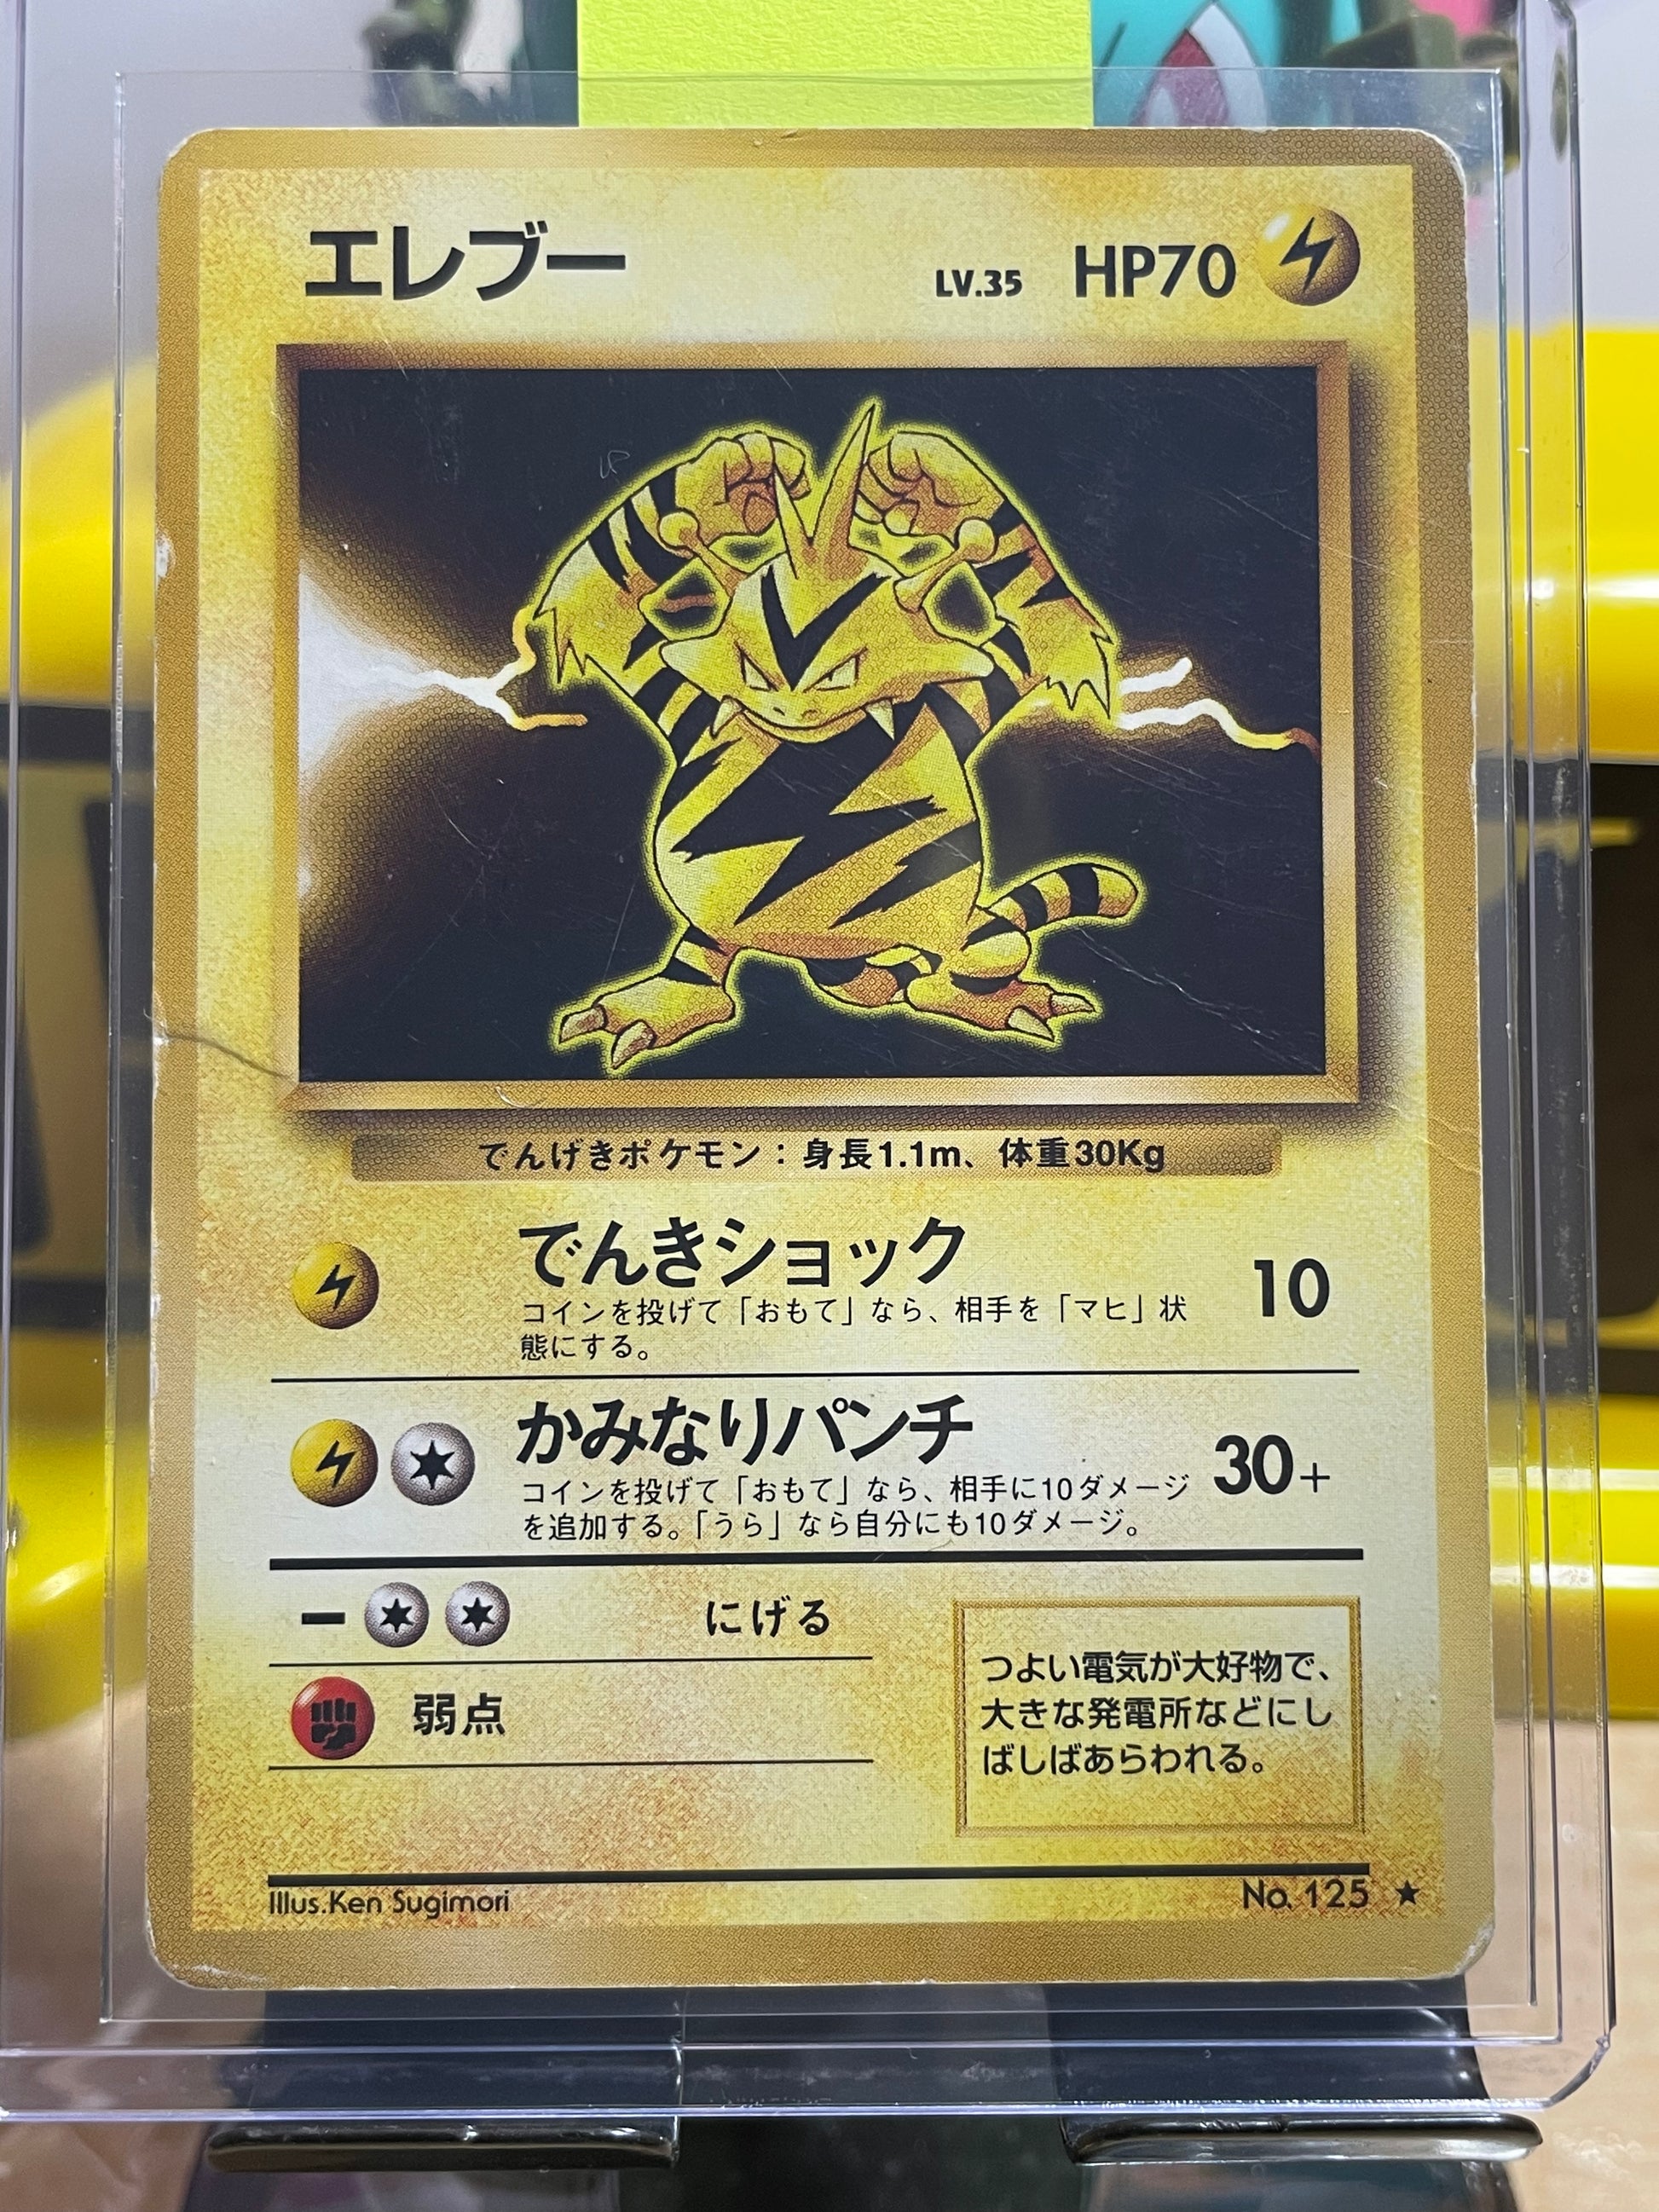 エレブー LV.35 HP70
でんげきポケモン：身長1.1m、体重30Kg
でんきショック 10
コインを投げて「おもて」なら、相手を「マヒ」状
態にする。
かみなりパンチ 30+
コインを投げて「おもて」なら、相手に10ダメージ
を追加する。「うら」なら自分にも10ダメージ。
ー にげる
弱点
つよい電気が大好物で、
大きな発電所などにし
ばしばあらわれる。
Illus.Ken Sugimori No. 125 ★